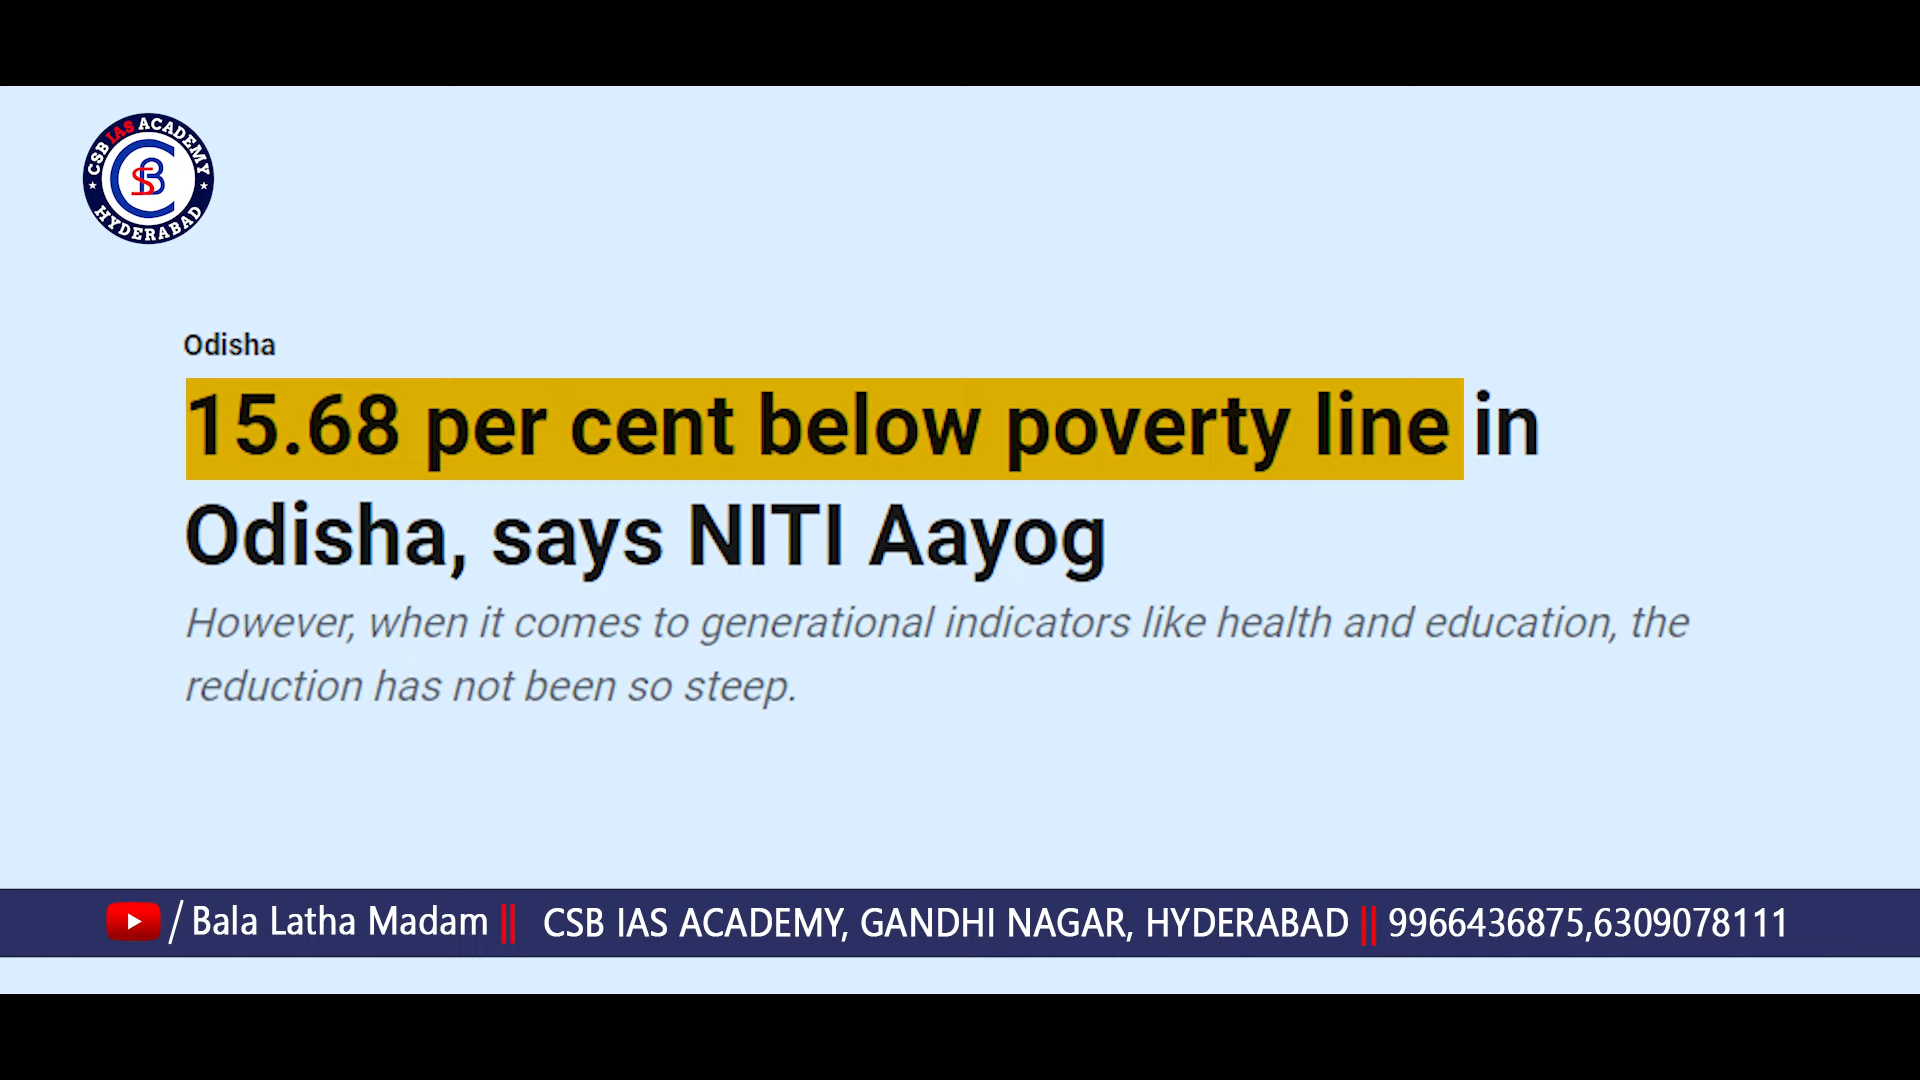 CSB IAS ACADEMY
CSB
HYDERABAD
Odisha
15.68 per cent below poverty line in
Odisha, says NITI Aayog
However, when it comes to generational indicators like health and education, the
reduction has not been so steep.
/ Bala Latha Madam || CSB IAS ACADEMY, GANDHI NAGAR, HYDERABAD || 9966436875,6309078111